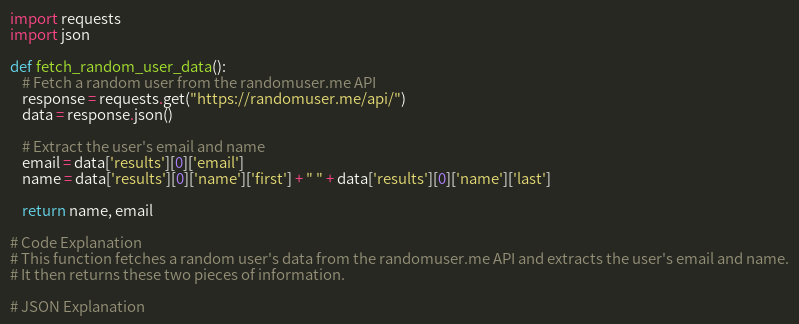 import requests
import json
def fetch_random_user_data():
# Fetch a random user from the randomuser.me API
response = requests.get("https://randomuser.me/api/")
data = response.json()
# Extract the user's email and name
email = data['results'][0]['email']
name = data['results'][0]['name']['first'] + " " + data['results'][0]['name']['last']
return name, email
# Code Explanation
# This function fetches a random user's data from the randomuser.me API and extracts the user's email and name.
# It then returns these two pieces of information.
# JSON Explanation